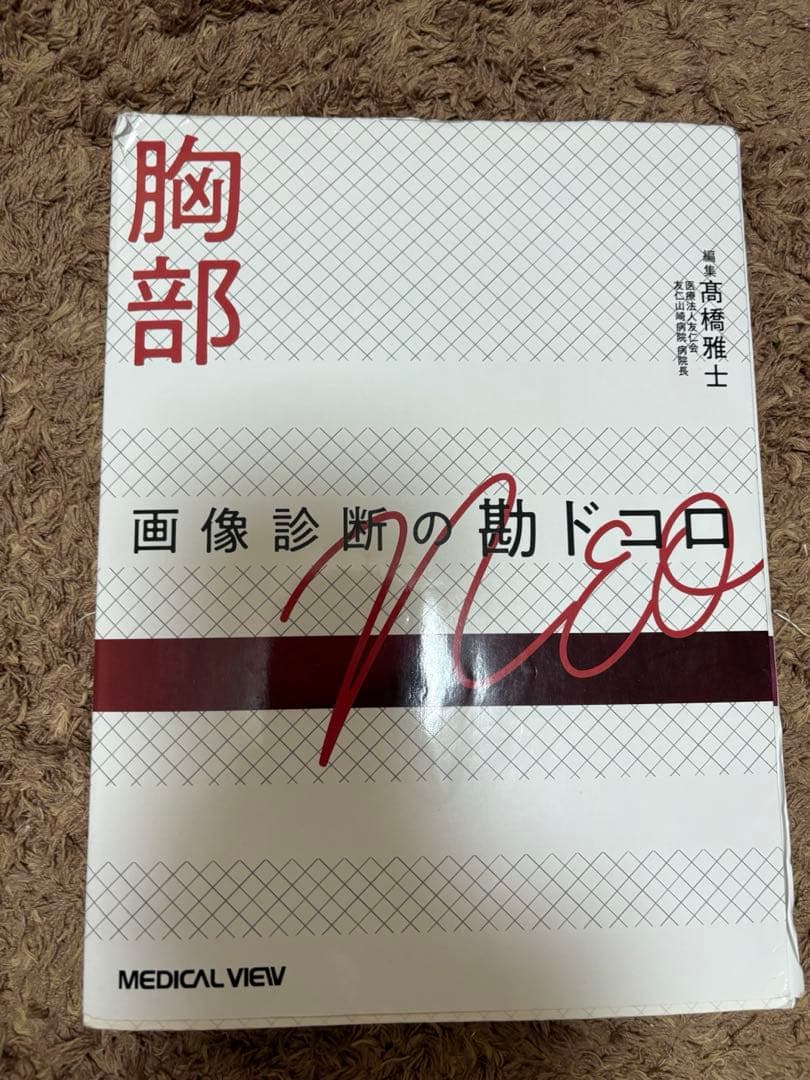 胸部
編集 髙橋雅士
医療法人友仁会
友仁山崎病院 病院長
画像診断の勘ドコロ
NEO
MEDICAL VIEW